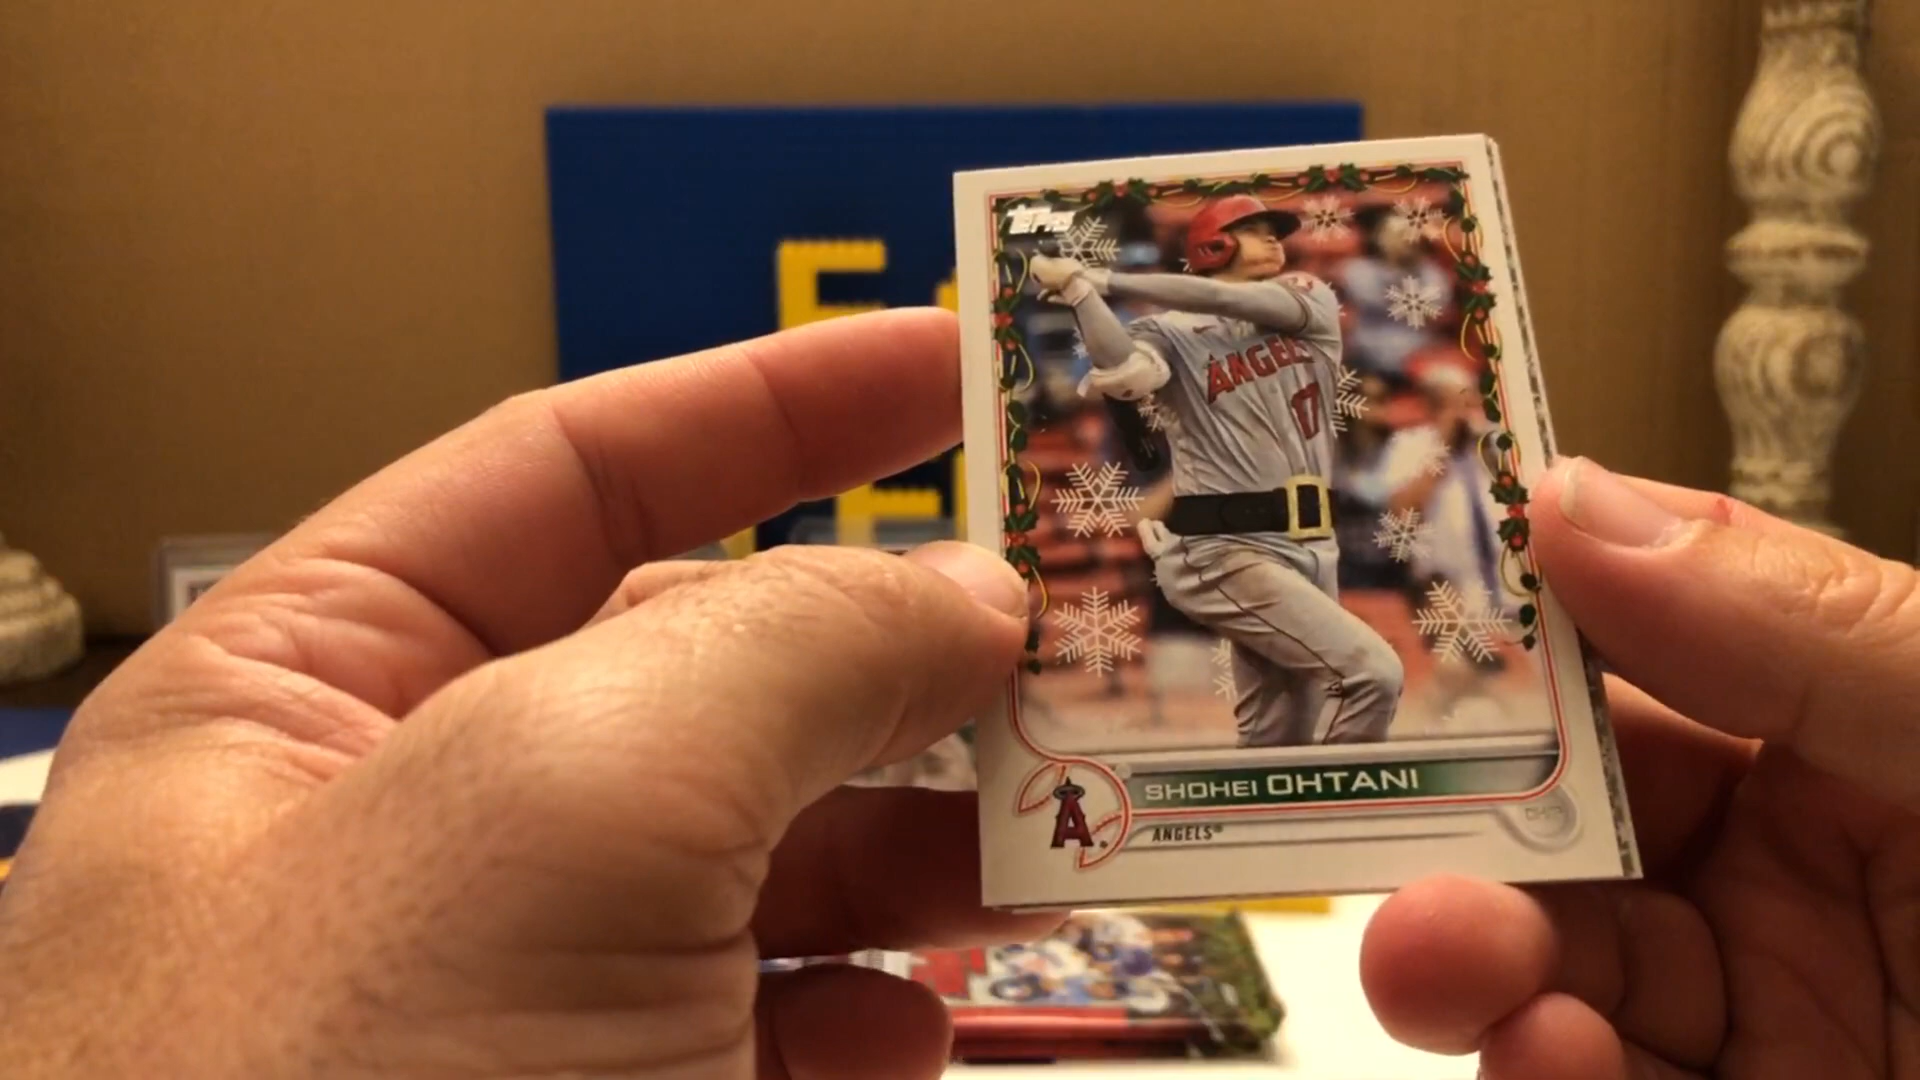 Topps
ANGELS
17
SHOHEI OHTANI
A
ANGELS®